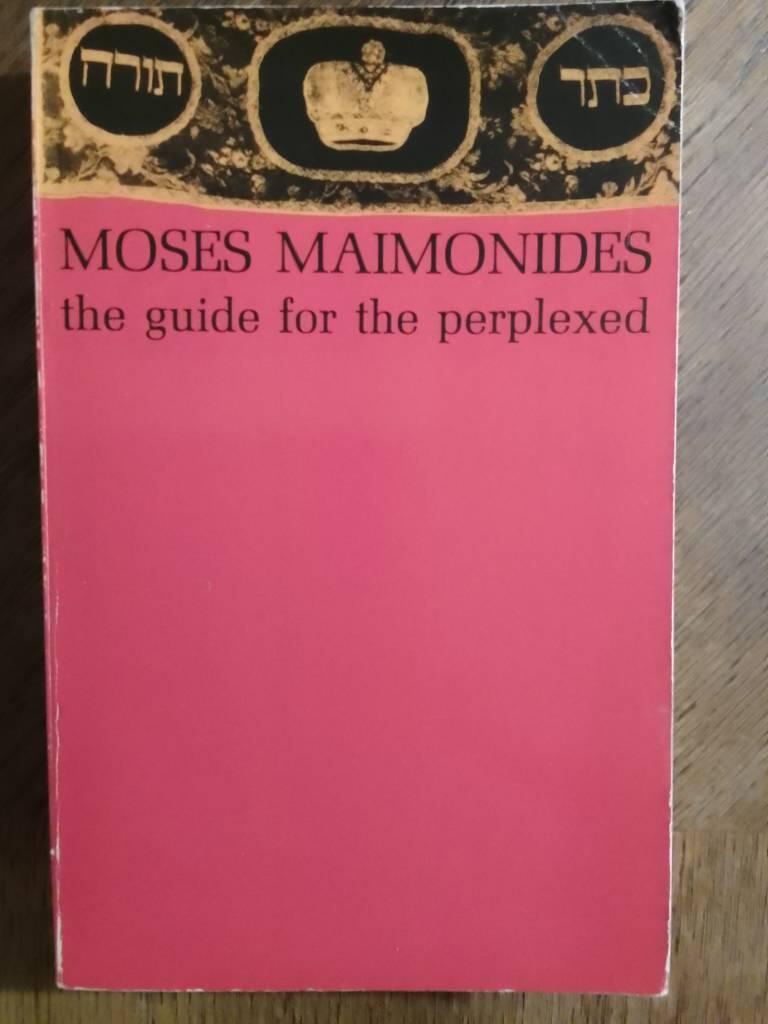 כתר תורה
MOSES MAIMONIDES
the guide for the perplexed